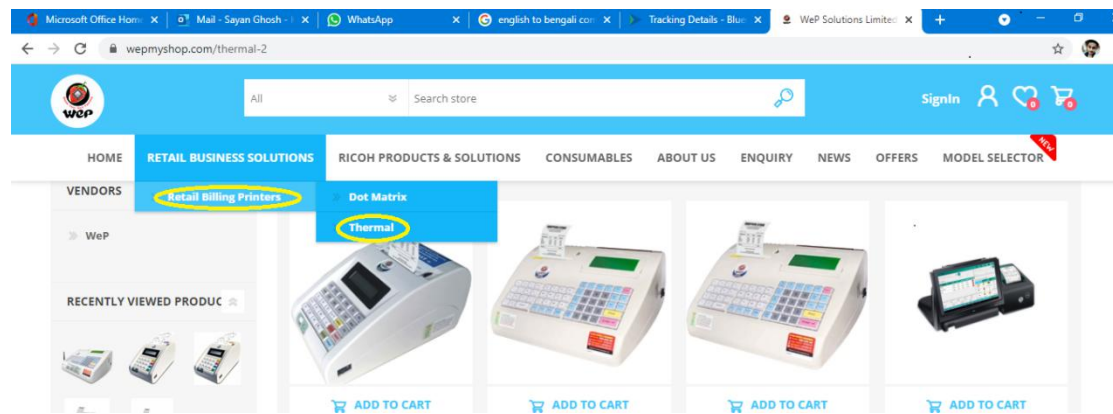 Microsoft Office Hom
Mail - Sayan Ghosh -
WhatsApp
english to bengali con
Tracking Details - Blue
WeP Solutions Limited
wepmyshop.com/thermal-2
WeP
All
Search store
SignIn
0
0
HOME
RETAIL BUSINESS SOLUTIONS
RICOH PRODUCTS & SOLUTIONS
CONSUMABLES
ABOUT US
ENQUIRY
NEWS
OFFERS
MODEL SELECTOR
NEW
VENDORS
Retail Billing Printers
Dot Matrix
Thermal
WeP
RECENTLY VIEWED PRODUC
ADD TO CART
ADD TO CART
ADD TO CART
ADD TO CART